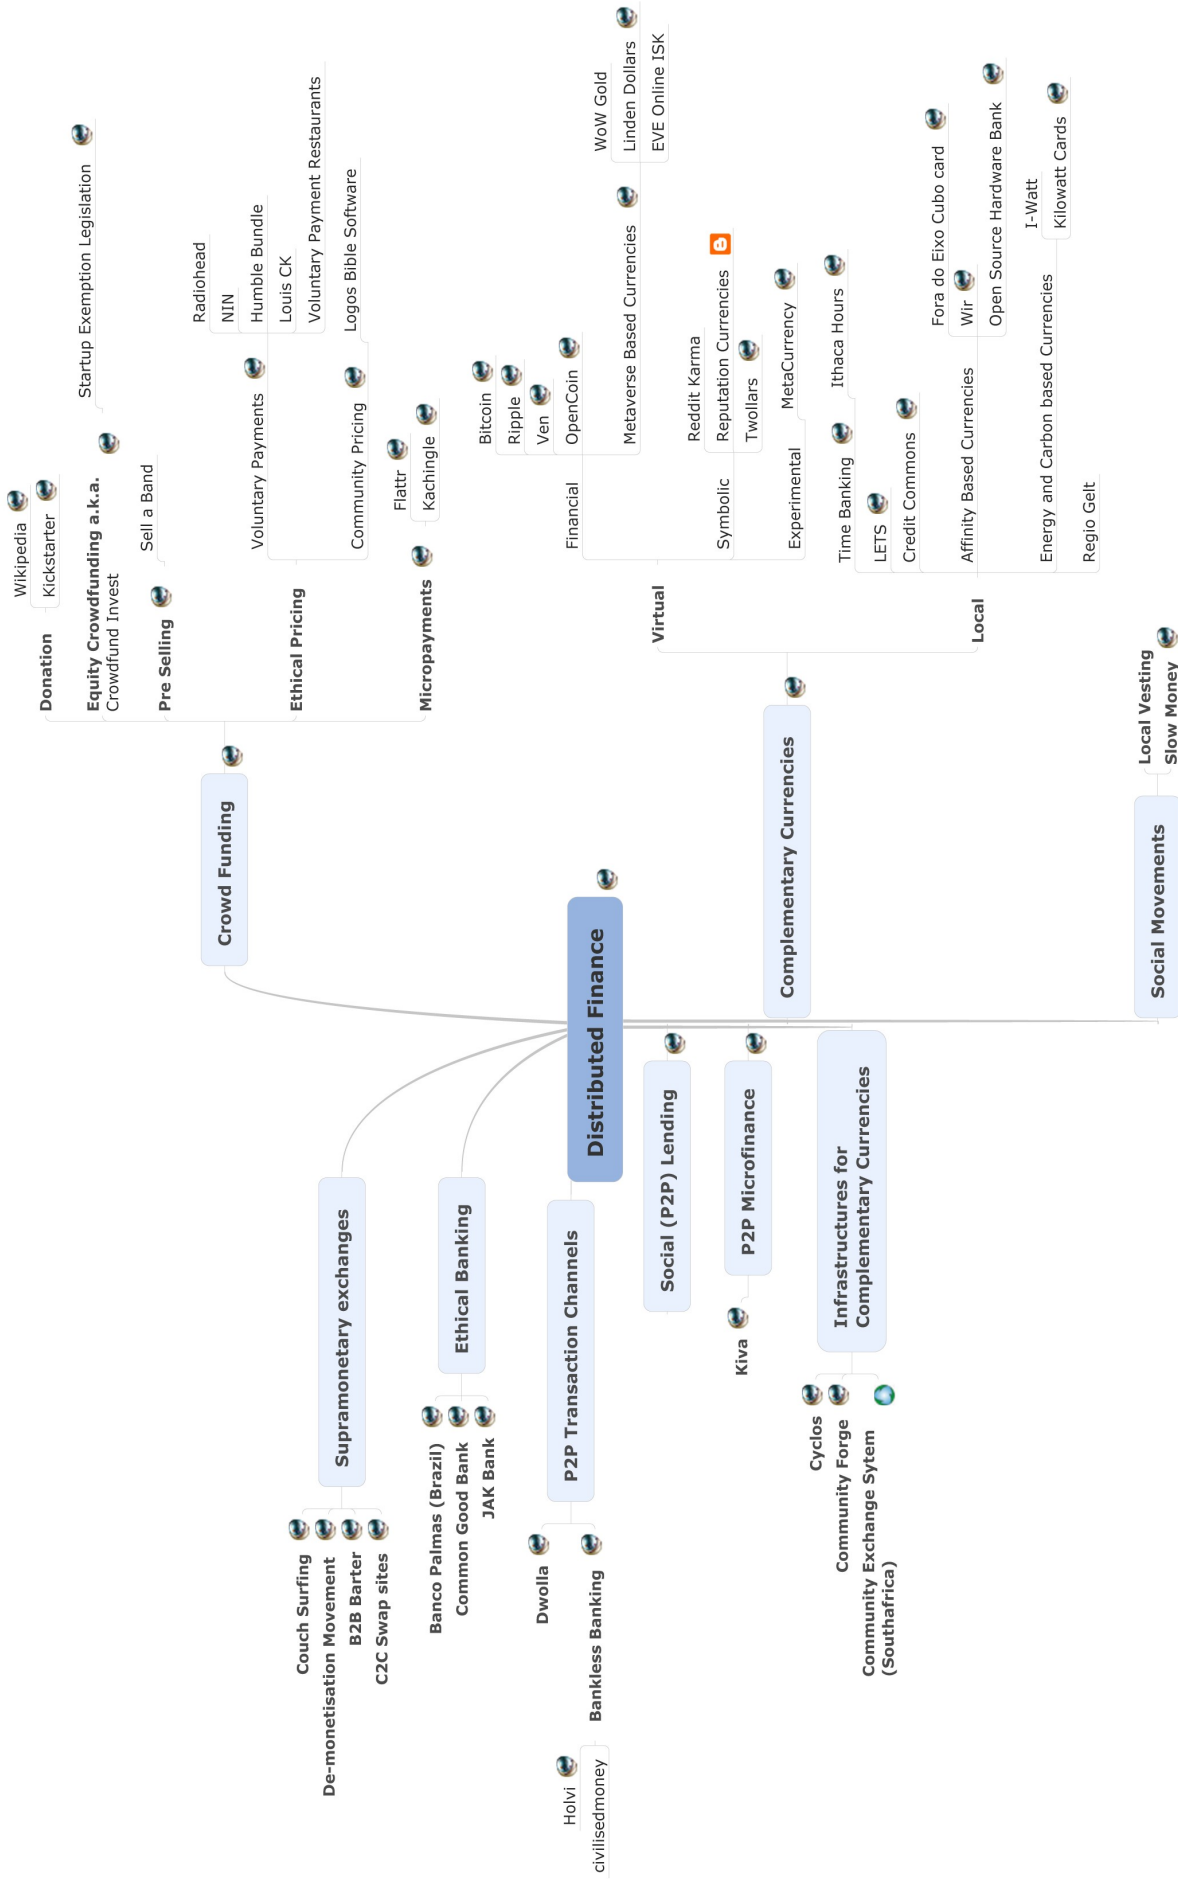 Distributed Finance
Crowd Funding
Donation
Wikipedia
Kickstarter
Equity Crowdfunding a.k.a.
Crowdfund Invest
Startup Exemption Legislation
Pre Selling
Sell a Band
Ethical Pricing
Voluntary Payments
Radiohead
NIN
Humble Bundle
Louis CK
Voluntary Payment Restaurants
Community Pricing
Logos Bible Software
Micropayments
Flattr
Kachingle
Complementary Currencies
Virtual
Financial
Bitcoin
Ripple
Ven
OpenCoin
Metaverse Based Currencies
WoW Gold
Linden Dollars
EVE Online ISK
Symbolic
Reddit Karma
Reputation Currencies
Twollars
Experimental
MetaCurrency
Local
Time Banking
Ithaca Hours
LETS
Credit Commons
Affinity Based Currencies
Fora do Eixo Cubo card
Wir
Open Source Hardware Bank
Energy and Carbon based Currencies
I-Watt
Kilowatt Cards
Regio Gelt
Social Movements
Local Vesting
Slow Money
Supramonetary exchanges
Couch Surfing
De-monetisation Movement
B2B Barter
C2C Swap sites
Ethical Banking
Banco Palmas (Brazil)
Common Good Bank
JAK Bank
P2P Transaction Channels
Dwolla
Bankless Banking
Holvi
civilisedmoney
Social (P2P) Lending
P2P Microfinance
Kiva
Infrastructures for
Complementary Currencies
Cyclos
Community Forge
Community Exchange Sytem
(Southafrica)